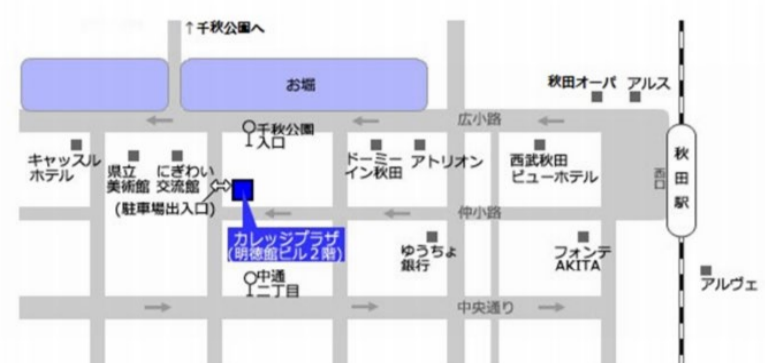 ↑千秋公園へ
お堀
秋田オーパ
アルス
広小路
千秋公園
入口
キャッスル
ホテル
県立
美術館
にぎわい
交流館
ドーミー
イン秋田
アトリオン
西武秋田
ビューホテル
西口
秋田駅
(駐車場出入口)
仲小路
カレッジプラザ
(明徳館ビル2階)
ゆうちょ
銀行
フォンテ
AKITA
アルヴェ
中通
二丁目
中央通り